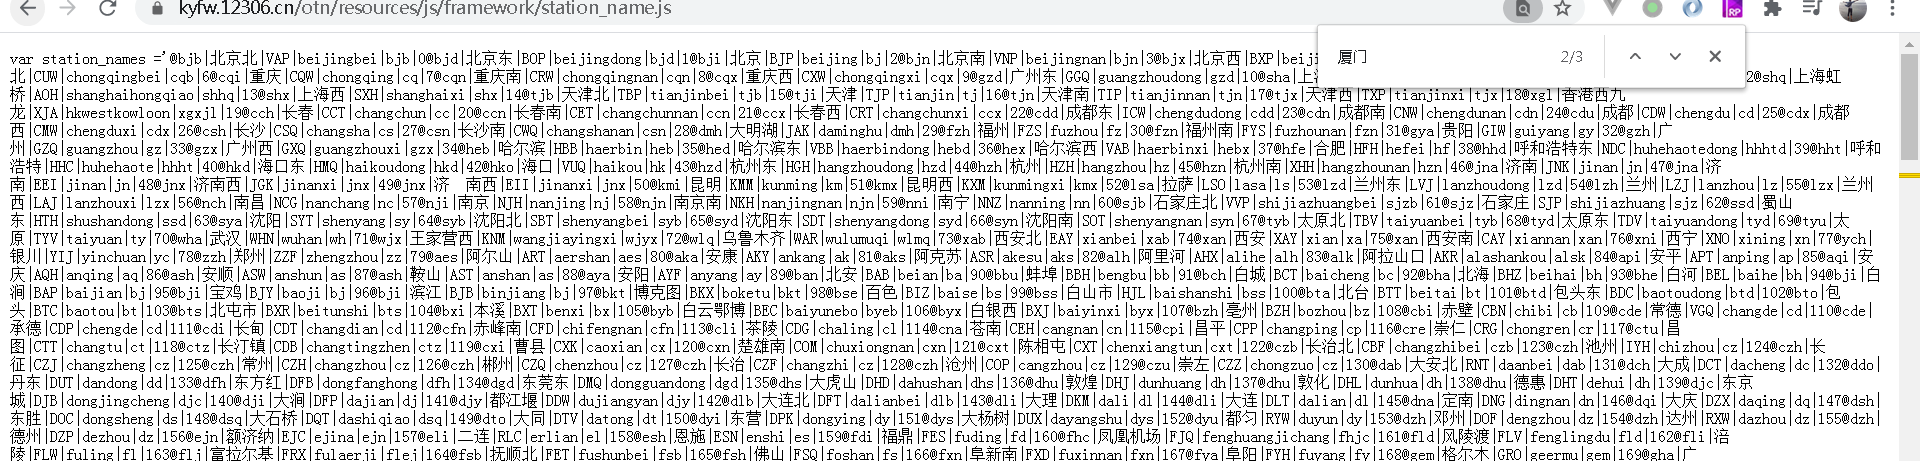 kyfw.12306.cn/otn/resources/js/framework/station_name.js
厦门 2/3
var station_names ='@bjb|北京北|VAP|beijingbei|bjb|0@bjd|北京东|BOP|beijingdong|bjd|1@bji|北京|BJP|beijing|bj|2@bjn|北京南|VNP|beijingnan|bjn|3@bjx|北京西|BXP|beiji
北|CUW|chongqingbei|cqb|6@cqi|重庆|CQW|chongqing|cq|7@cqn|重庆南|CRW|chongqingnan|cqn|8@cqx|重庆西|CXW|chongqingxi|cqx|9@gzd|广州东|GGQ|guangzhoudong|gzd|10@sha|上海 2@shq|上海虹
桥|AOH|shanghaihongqiao|shhq|13@shx|上海西|SXH|shanghaixi|shx|14@tjb|天津北|TBP|tianjinbei|tjb|15@tji|天津|TJP|tianjin|tj|16@tjn|天津南|TIP|tianjinnan|tjn|17@tjx|天津西|TXP|tianjinxi|tjx|18@xgl|香港西九
龙|XJA|hkwestkowloon|xgxjl|19@cch|长春|CCT|changchun|cc|20@ccn|长春南|CET|changchunnan|ccn|21@ccx|长春西|CRT|changchunxi|ccx|22@cdd|成都东|ICW|chengdudong|cdd|23@cdn|成都南|CNW|chengdunan|cdn|24@cdu|成都|CDW|chengdu|cd|25@cdx|成都
西|CMW|chengduxi|cdx|26@csh|长沙|CSQ|changsha|cs|27@csn|长沙南|CWQ|changshanan|csn|28@dmh|大明湖|JAK|daminghu|dmh|29@fzh|福州|FZS|fuzhou|fz|30@fzn|福州南|FYS|fuzhounan|fzn|31@gya|贵阳|GIW|guiyang|gy|32@gzh|广
州|GZQ|guangzhou|gz|33@gzx|广州西|GXQ|guangzhouxi|gzx|34@heb|哈尔滨|HBB|haerbin|heb|35@hed|哈尔滨东|VBB|haerbindong|hebd|36@hex|哈尔滨西|VAB|haerbinxi|hebx|37@hfe|合肥|HFH|hefei|hf|38@hhd|呼和浩特东|NDC|huhehaotedong|hhhtd|39@hht|呼和
浩特|HHC|huhehaote|hhht|40@hkd|海口东|HMQ|haikoudong|hkd|42@hko|海口|VUQ|haikou|hk|43@hzd|杭州东|HGH|hangzhoudong|hzd|44@hzh|杭州|HZH|hangzhou|hz|45@hzn|杭州南|XHH|hangzhounan|hzn|46@jna|济南|JNK|jinan|jn|47@jna|济
南|EEI|jinan|jn|48@jnx|济南西|JGK|jinanxi|jnx|49@jnx|济　南西|EII|jinanxi|jnx|50@kmi|昆明|KMM|kunming|km|51@kmx|昆明西|KXM|kunmingxi|kmx|52@lsa|拉萨|LSO|lasa|ls|53@lzd|兰州东|LVJ|lanzhoudong|lzd|54@lzh|兰州|LZJ|lanzhou|lz|55@lzx|兰州
西|LAJ|lanzhouxi|lzx|56@nch|南昌|NCG|nanchang|nc|57@nji|南京|NJH|nanjing|nj|58@njn|南京南|NKH|nanjingnan|njn|59@nni|南宁|NNZ|nanning|nn|60@sjb|石家庄北|VVP|shijiazhuangbei|sjzb|61@sjz|石家庄|SJP|shijiazhuang|sjz|62@ssd|蜀山
东|HTH|shushandong|ssd|63@sya|沈阳|SYT|shenyang|sy|64@syb|沈阳北|SBT|shenyangbei|syb|65@syd|沈阳东|SDT|shenyangdong|syd|66@syn|沈阳南|SOT|shenyangnan|syn|67@tyb|太原北|TBV|taiyuanbei|tyb|68@tyd|太原东|TDV|taiyuandong|tyd|69@tyu|太
原|TYV|taiyuan|ty|70@wha|武汉|WHN|wuhan|wh|71@wjx|王家营西|KNM|wangjiayingxi|wjyx|72@wlq|乌鲁木齐|WAR|wulumuqi|wlmq|73@xab|西安北|EAY|xianbei|xab|74@xan|西安|XAY|xian|xa|75@xan|西安南|CAY|xiannan|xan|76@xni|西宁|XNO|xining|xn|77@ych|
银川|YIJ|yinchuan|yc|78@zzh|郑州|ZZF|zhengzhou|zz|79@aes|阿尔山|ART|aershan|aes|80@aka|安康|AKY|ankang|ak|81@aks|阿克苏|ASR|akesu|aks|82@alh|阿里河|AHX|alihe|alh|83@alk|阿拉山口|AKR|alashankou|alsk|84@api|安平|APT|anping|ap|85@aqi|安
庆|AQH|anqing|aq|86@ash|安顺|ASW|anshun|as|87@ash|鞍山|AST|anshan|as|88@aya|安阳|AYF|anyang|ay|89@ban|北安|BAB|beian|ba|90@bbu|蚌埠|BBH|bengbu|bb|91@bch|白城|BCT|baicheng|bc|92@bha|北海|BHZ|beihai|bh|93@bhe|白河|BEL|baihe|bh|94@bji|白
涧|BAP|baijian|bj|95@bji|宝鸡|BJY|baoji|bj|96@bji|滨江|BJB|binjiang|bj|97@bkt|博克图|BKX|boketu|bkt|98@bse|百色|BIZ|baise|bs|99@bss|白山市|HJL|baishanshi|bss|100@bta|北台|BTT|beitai|bt|101@btd|包头东|BDC|baotoudong|btd|102@bto|包
头|BTC|baotou|bt|103@bts|北屯市|BXR|beitunshi|bts|104@bxi|本溪|BXT|benxi|bx|105@byb|白云鄂博|BEC|baiyunebo|byeb|106@byx|白银西|BXJ|baiyinxi|byx|107@bzh|亳州|BZH|bozhou|bz|108@cbi|赤壁|CBN|chibi|cb|109@cde|常德|VGQ|changde|cd|110@cde|
承德|CDP|chengde|cd|111@cdi|长甸|CDT|changdian|cd|112@cfn|赤峰南|CFD|chifengnan|cfn|113@cli|茶陵|CDG|chaling|cl|114@cna|苍南|CEH|cangnan|cn|115@cpi|昌平|CPP|changping|cp|116@cre|崇仁|CRG|chongren|cr|117@ctu|昌
图|CTT|changtu|ct|118@ctz|长汀镇|CDB|changtingzhen|ctz|119@cxi|曹县|CXK|caoxian|cx|120@cxn|楚雄南|COM|chuxiongnan|cxn|121@cxt|陈相屯|CXT|chenxiangtun|cxt|122@czb|长治北|CBF|changzhibei|czb|123@czh|池州|IYH|chizhou|cz|124@czh|长
征|CZJ|changzheng|cz|125@czh|常州|CZH|changzhou|cz|126@czh|郴州|CZQ|chenzhou|cz|127@czh|长治|CZF|changzhi|cz|128@czh|沧州|COP|cangzhou|cz|129@czu|崇左|CZZ|chongzuo|cz|130@dab|大安北|RNT|daanbei|dab|131@dch|大成|DCT|dacheng|dc|132@ddo|
丹东|DUT|dandong|dd|133@dfh|东方红|DFB|dongfanghong|dfh|134@dgd|东莞东|DMQ|dongguandong|dgd|135@dhs|大虎山|DHD|dahushan|dhs|136@dhu|敦煌|DHJ|dunhuang|dh|137@dhu|敦化|DHL|dunhua|dh|138@dhu|德惠|DHT|dehui|dh|139@djc|东京
城|DJB|dongjingcheng|djc|140@dji|大涧|DFP|dajian|dj|141@djy|都江堰|DDW|dujiangyan|djy|142@dlb|大连北|DFT|dalianbei|dlb|143@dli|大理|DKM|dali|dl|144@dli|大连|DLT|dalian|dl|145@dna|定南|DNG|dingnan|dn|146@dqi|大庆|DZX|daqing|dq|147@dsh|
东胜|DOC|dongsheng|ds|148@dsq|大石桥|DQT|dashiqiao|dsq|149@dto|大同|DTV|datong|dt|150@dyi|东营|DPK|dongying|dy|151@dys|大杨树|DUX|dayangshu|dys|152@dyu|都匀|RYW|duyun|dy|153@dzh|邓州|DOF|dengzhou|dz|154@dzh|达州|RXW|dazhou|dz|155@dzh|
德州|DZP|dezhou|dz|156@ejn|额济纳|EJC|ejina|ejn|157@eli|二连|RLC|erlian|el|158@esh|恩施|ESN|enshi|es|159@fdi|福鼎|FES|fuding|fd|160@fhc|凤凰机场|FJQ|fenghuangjichang|fhjc|161@fld|风陵渡|FLV|fenglingdu|fld|162@fli|涪
陵|FLW|fuling|fl|163@flj|富拉尔基|FRX|fulaerji|flej|164@fsb|抚顺北|FET|fushunbei|fsb|165@fsh|佛山|FSQ|foshan|fs|166@fxn|阜新南|FXD|fuxinnan|fxn|167@fya|阜阳|FYH|fuyang|fy|168@gem|格尔木|GRO|geermu|gem|169@gha|广